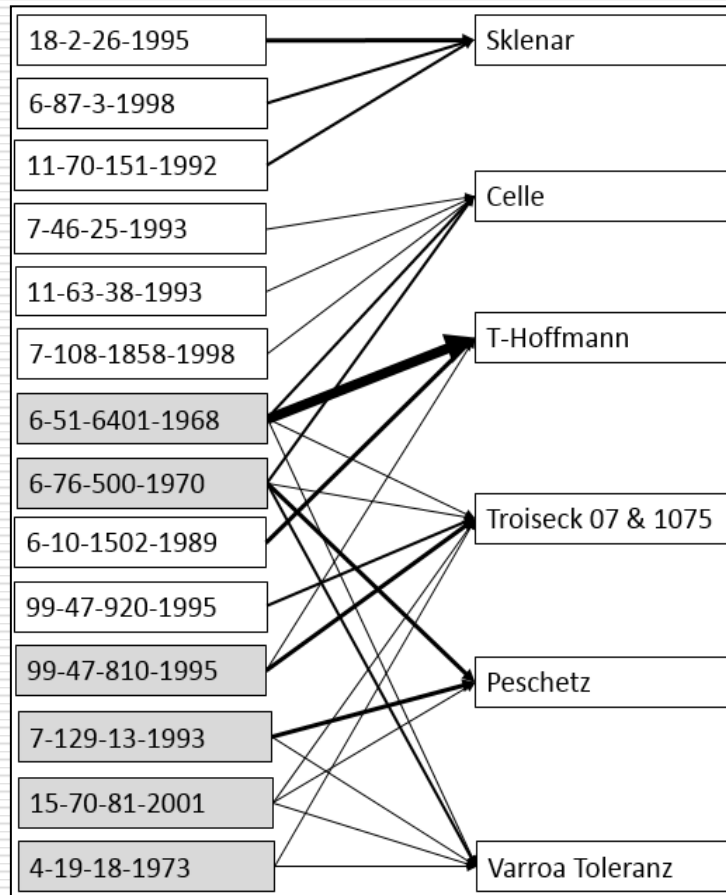 18-2-26-1995
Sklenar
6-87-3-1998
11-70-151-1992
Celle
7-46-25-1993
11-63-38-1993
T-Hoffmann
7-108-1858-1998
6-51-6401-1968
6-76-500-1970
Troiseck 07 & 1075
6-10-1502-1989
99-47-920-1995
99-47-810-1995
Peschetz
7-129-13-1993
15-70-81-2001
4-19-18-1973
Varroa Toleranz